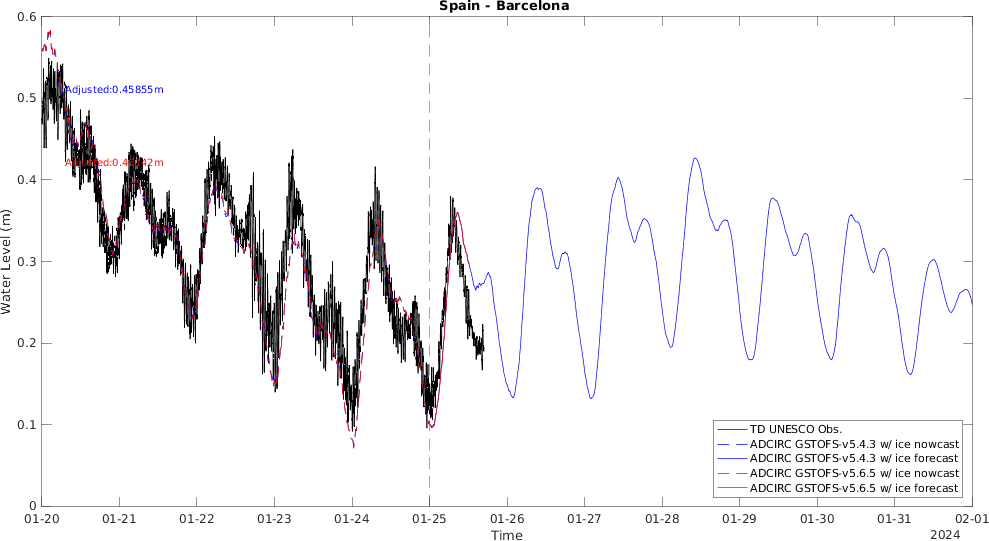 Spain - Barcelona
Water Level (m)
0.6
0.5
0.4
0.3
0.2
0.1
0
Adjusted:0.45855m
TD UNESCO Obs.
ADCIRC GSTOFS-v5.4.3 w/ ice nowcast
ADCIRC GSTOFS-v5.4.3 w/ ice forecast
ADCIRC GSTOFS-v5.6.5 w/ ice nowcast
ADCIRC GSTOFS-v5.6.5 w/ ice forecast
01-20 01-21 01-22 01-23 01-24 01-25 01-26 01-27 01-28 01-29 01-30 01-31 02-01
Time
2024